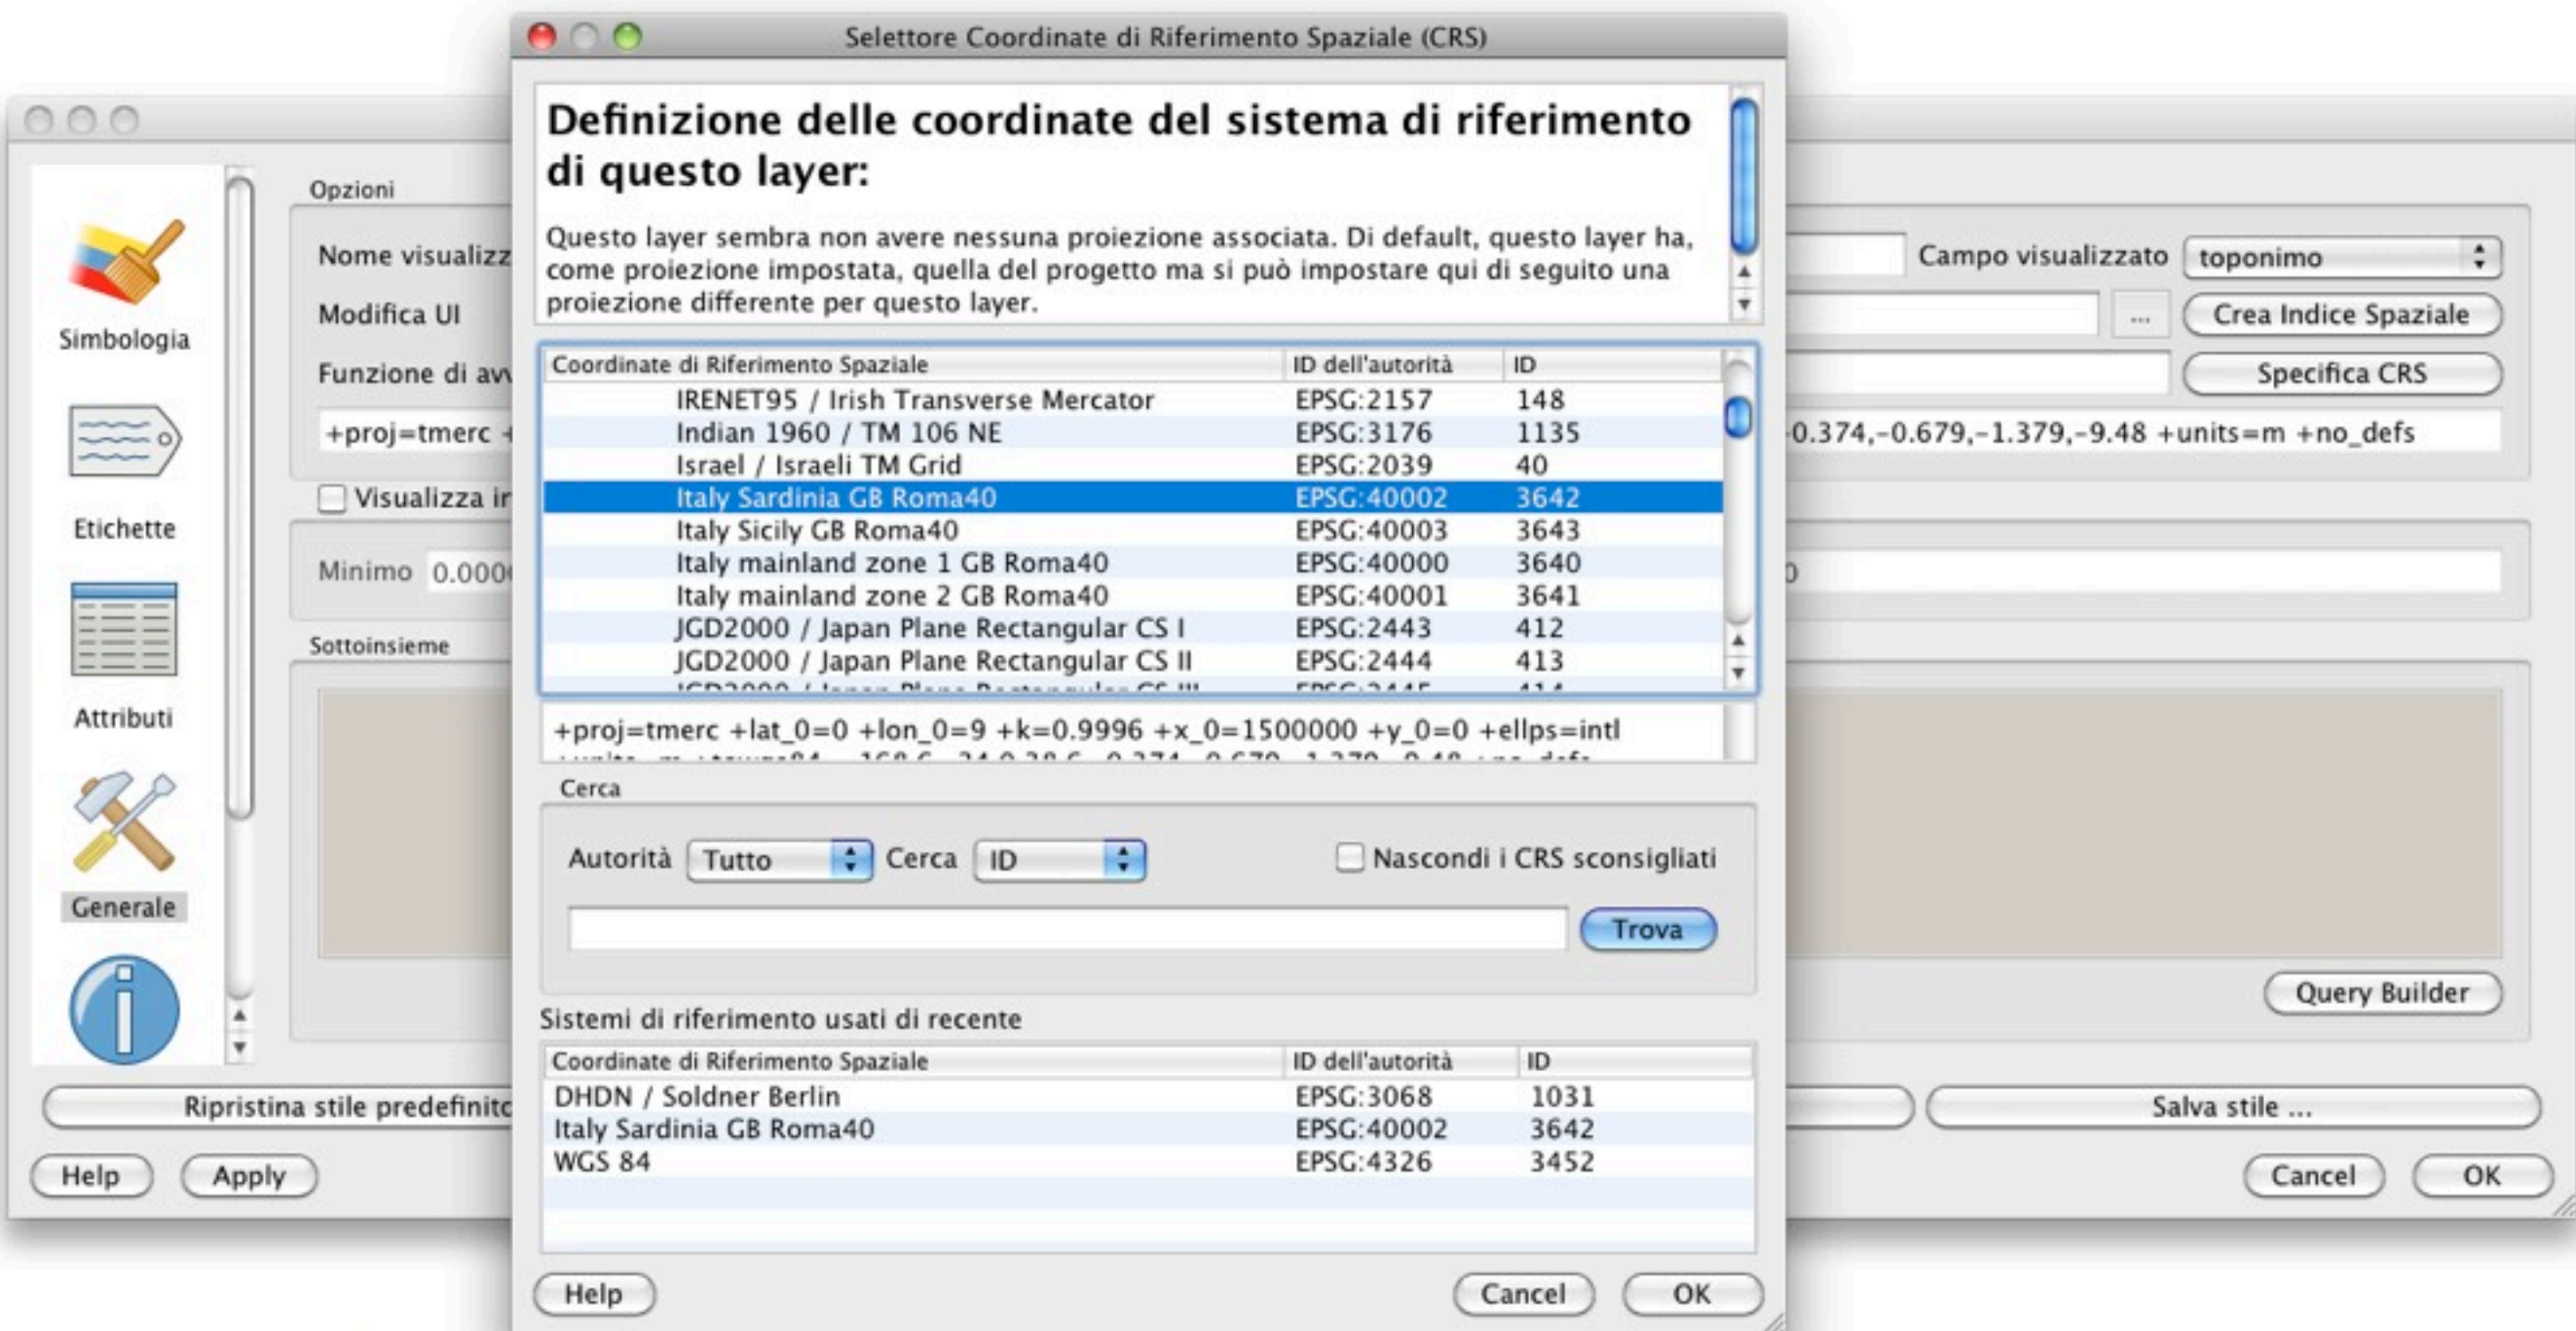 Selettore Coordinate di Riferimento Spaziale (CRS)
Definizione delle coordinate del sistema di riferimento
di questo layer:
Questo layer sembra non avere nessuna proiezione associata. Di default, questo layer ha,
come proiezione impostata, quella del progetto ma si può impostare qui di seguito una
proiezione differente per questo layer.
Coordinate di Riferimento Spaziale ID dell'autorità ID
IRENET95 / Irish Transverse Mercator EPSG:2157 148
Indian 1960 / TM 106 NE EPSG:3176 1135
Israel / Israeli TM Grid EPSG:2039 40
Italy Sardinia GB Roma40 EPSG:40002 3642
Italy Sicily GB Roma40 EPSG:40003 3643
Italy mainland zone 1 GB Roma40 EPSG:40000 3640
Italy mainland zone 2 GB Roma40 EPSG:40001 3641
JGD2000 / Japan Plane Rectangular CS I EPSG:2443 412
JGD2000 / Japan Plane Rectangular CS II EPSG:2444 413
JGD2000 / Japan Plane Rectangular CS III EPSG:2445 414
+proj=tmerc +lat_0=0 +lon_0=9 +k=0.9996 +x_0=1500000 +y_0=0 +ellps=intl
Cerca
Autorità Tutto Cerca ID Nascondi i CRS sconsigliati
Trova
Sistemi di riferimento usati di recente
Coordinate di Riferimento Spaziale ID dell'autorità ID
DHDN / Soldner Berlin EPSG:3068 1031
Italy Sardinia GB Roma40 EPSG:40002 3642
WGS 84 EPSG:4326 3452
Help Cancel OK
Simbologia
Etichette
Attributi
Generale
Opzioni
Nome visualizz
Modifica UI
Funzione di av
+proj=tmerc
Visualizza in
Minimo 0.000
Sottoinsieme
Ripristina stile predefinito
Help Apply
Campo visualizzato toponimo
... Crea Indice Spaziale
Specifica CRS
0.374,-0.679,-1.379,-9.48 +units=m +no_defs
Query Builder
Salva stile ...
Cancel OK